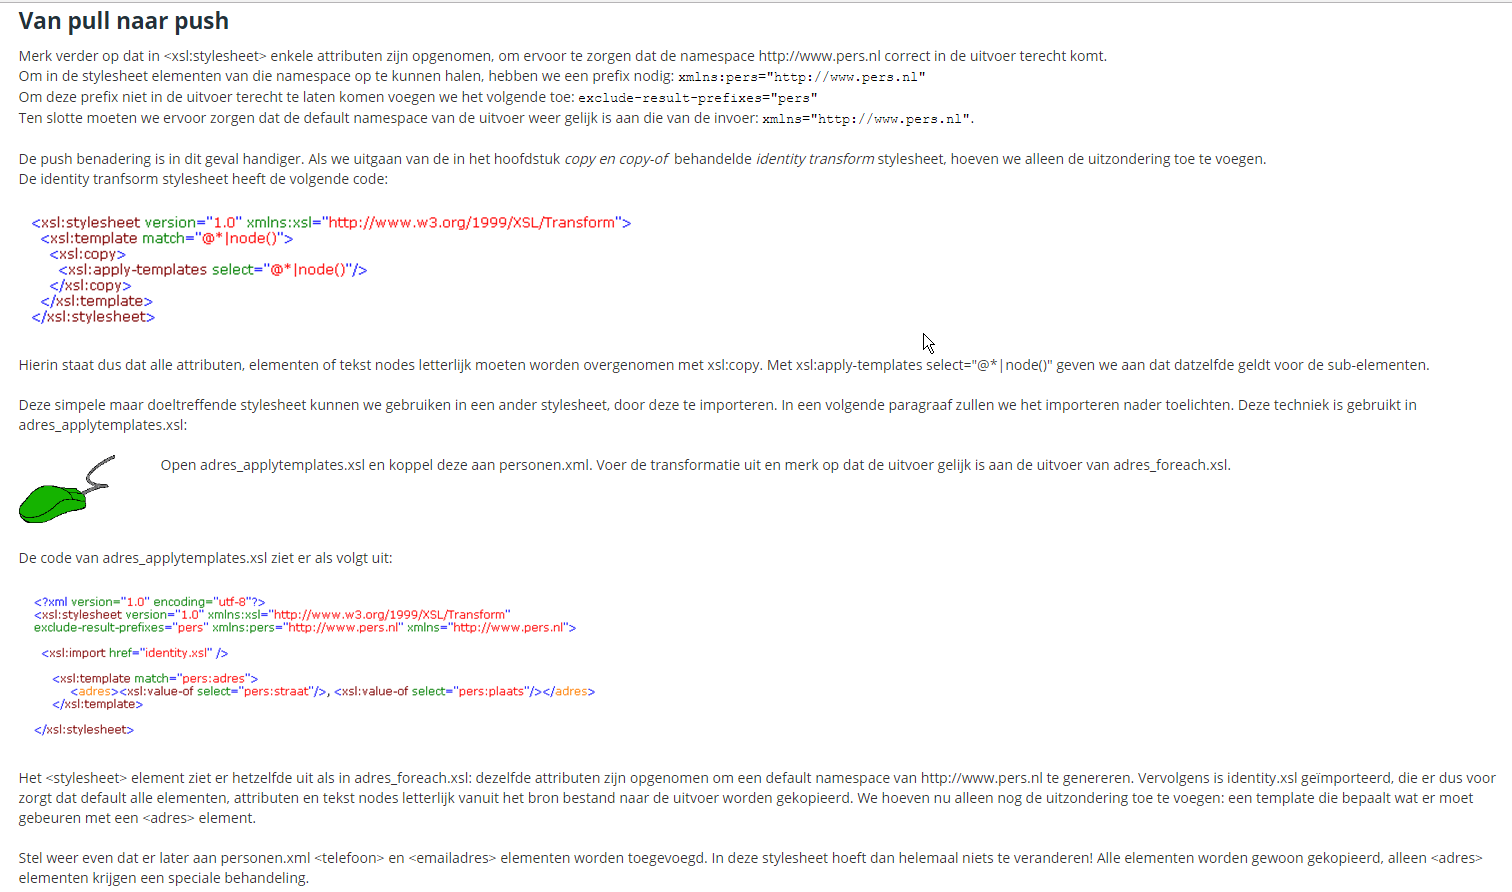 Van pull naar push
Merk verder op dat in <xsl:stylesheet> enkele attributen zijn opgenomen, om ervoor te zorgen dat de namespace http://www.pers.nl correct in de uitvoer terecht komt.
Om in de stylesheet elementen van die namespace op te kunnen halen, hebben we een prefix nodig: xmlns:pers="http://www.pers.nl"
Om deze prefix niet in de uitvoer terecht te laten komen voegen we het volgende toe: exclude-result-prefixes="pers"
Ten slotte moeten we ervoor zorgen dat de default namespace van de uitvoer weer gelijk is aan die van de invoer: xmlns="http://www.pers.nl".
De push benadering is in dit geval handiger. Als we uitgaan van de in het hoofdstuk copy en copy-of behandelde identity transform stylesheet, hoeven we alleen de uitzondering toe te voegen.
De identity tranfsorm stylesheet heeft de volgende code:
<xsl:stylesheet version="1.0" xmlns:xsl="http://www.w3.org/1999/XSL/Transform">
<xsl:template match="@*|node()">
<xsl:copy>
<xsl:apply-templates select="@*|node()"/>
</xsl:copy>
</xsl:template>
</xsl:stylesheet>
Hierin staat dus dat alle attributen, elementen of tekst nodes letterlijk moeten worden overgenomen met xsl:copy. Met xsl:apply-templates select="@*|node()" geven we aan dat datzelfde geldt voor de sub-elementen.
Deze simpele maar doeltreffende stylesheet kunnen we gebruiken in een ander stylesheet, door deze te importeren. In een volgende paragraaf zullen we het importeren nader toelichten. Deze techniek is gebruikt in
adres_applytemplates.xsl:
Open adres_applytemplates.xsl en koppel deze aan personen.xml. Voer de transformatie uit en merk op dat de uitvoer gelijk is aan de uitvoer van adres_foreach.xsl.
De code van adres_applytemplates.xsl ziet er als volgt uit:
<?xml version="1.0" encoding="utf-8"?>
<xsl:stylesheet version="1.0" xmlns:xsl="http://www.w3.org/1999/XSL/Transform"
exclude-result-prefixes="pers" xmlns:pers="http://www.pers.nl" xmlns="http://www.pers.nl">
<xsl:import href="identity.xsl" />
<xsl:template match="pers:adres">
<adres><xsl:value-of select="pers:straat"/>, <xsl:value-of select="pers:plaats"/></adres>
</xsl:template>
</xsl:stylesheet>
Het <stylesheet> element ziet er hetzelfde uit als in adres_foreach.xsl: dezelfde attributen zijn opgenomen om een default namespace van http://www.pers.nl te genereren. Vervolgens is identity.xsl geïmporteerd, die er dus voor
zorgt dat default alle elementen, attributen en tekst nodes letterlijk vanuit het bron bestand naar de uitvoer worden gekopieerd. We hoeven nu alleen nog de uitzondering toe te voegen: een template die bepaalt wat er moet
gebeuren met een <adres> element.
Stel weer even dat er later aan personen.xml <telefoon> en <emailadres> elementen worden toegevoegd. In deze stylesheet hoeft dan helemaal niets te veranderen! Alle elementen worden gewoon gekopieerd, alleen <adres>
elementen krijgen een speciale behandeling.